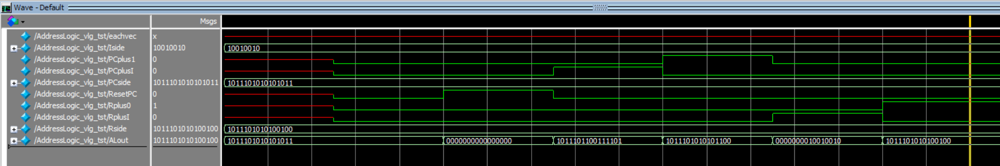 Wave - Default
Msgs
/AddressLogic_vlg_tst/eachvec x
/AddressLogic_vlg_tst/Iside 10010010 10010010
/AddressLogic_vlg_tst/PCplus1 0
/AddressLogic_vlg_tst/PCplusI 0
/AddressLogic_vlg_tst/PCside 1011101010101011 1011101010101011
/AddressLogic_vlg_tst/ResetPC 0
/AddressLogic_vlg_tst/Rplus0 1
/AddressLogic_vlg_tst/RplusI 0
/AddressLogic_vlg_tst/Rside 1011101010100100 1011101010100100
/AddressLogic_vlg_tst/ALout 1011101010100100 1011101010101011 0000000000000000 1011101100111101 1011101010101100 0000000010010010 1011101010100100